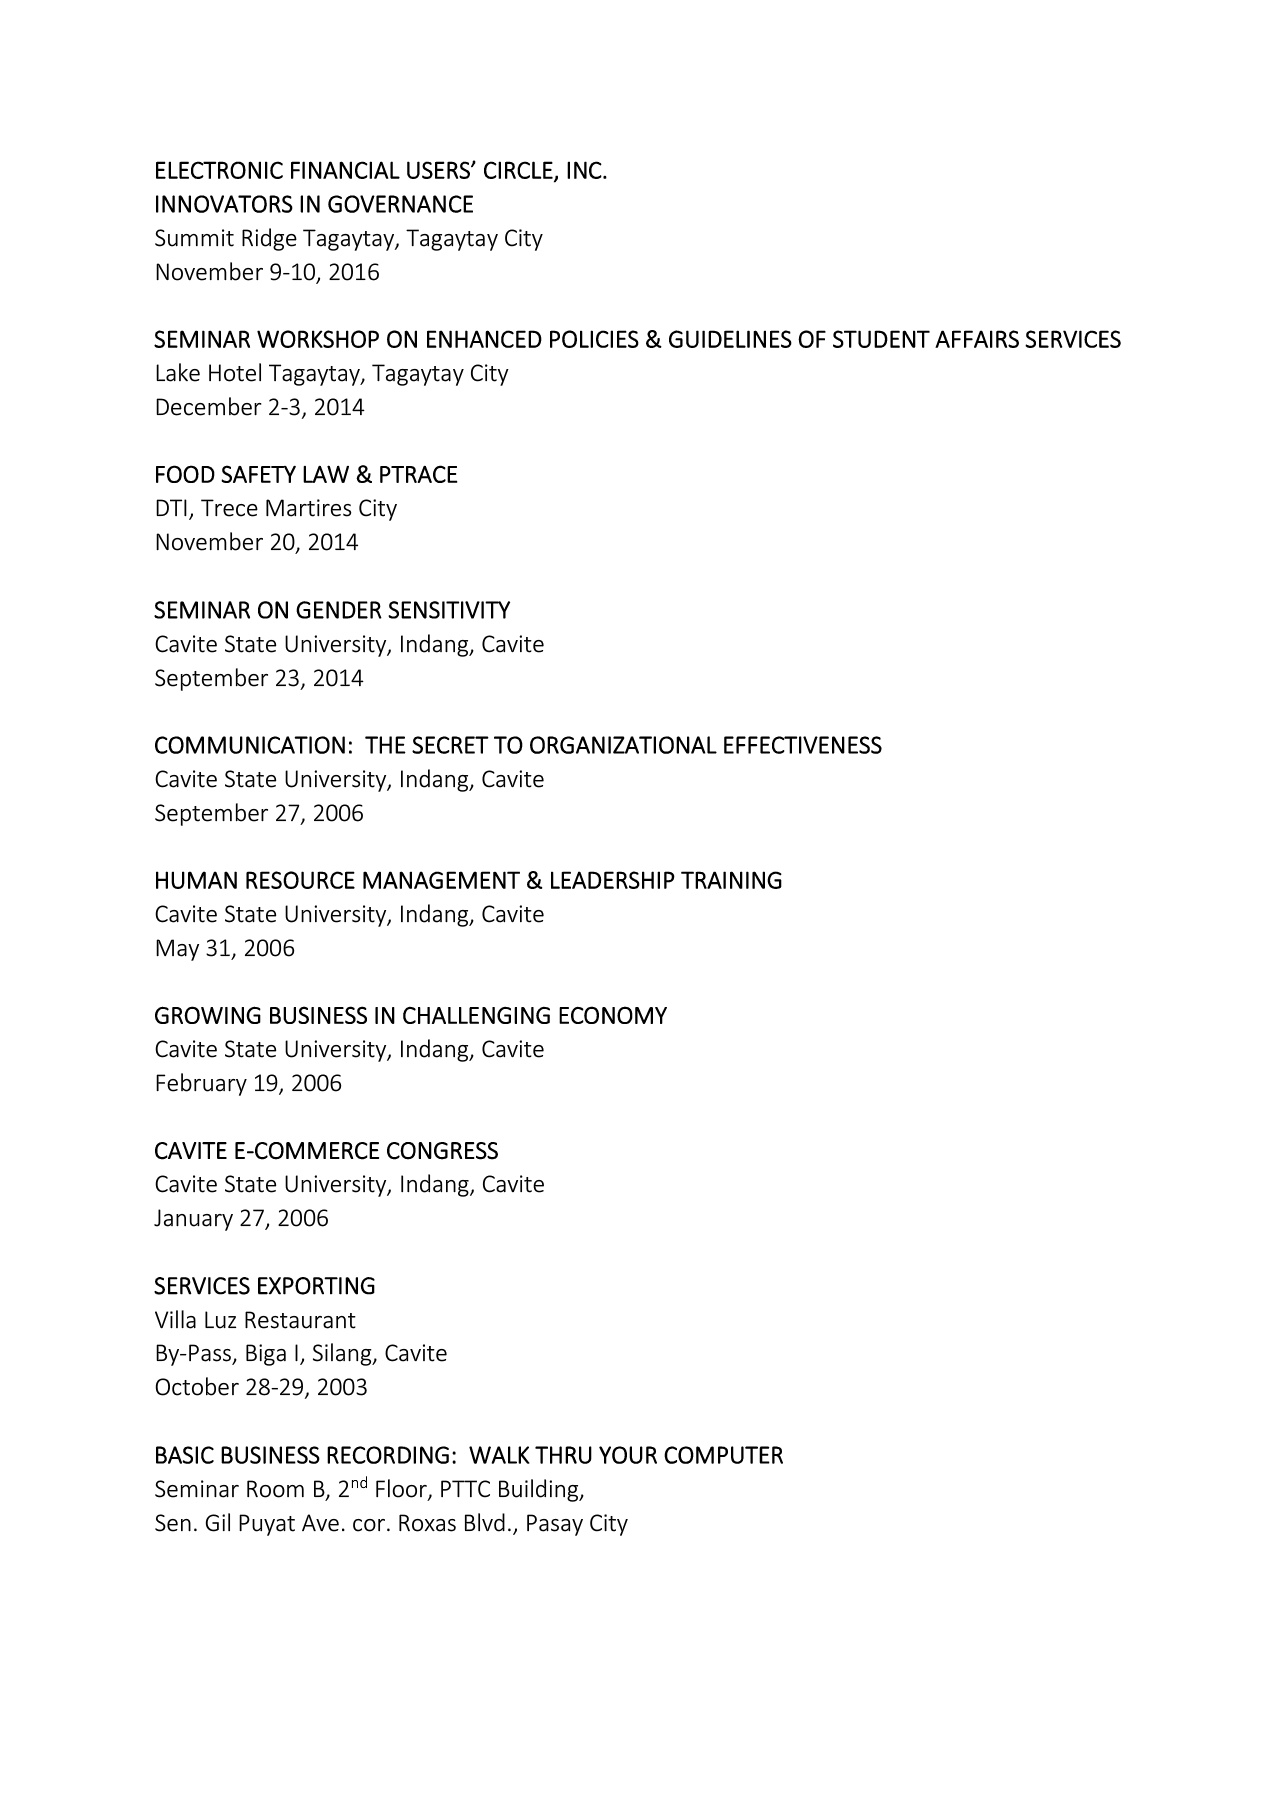 ELECTRONIC FINANCIAL USERS’ CIRCLE, INC.
INNOVATORS IN GOVERNANCE
Summit Ridge Tagaytay, Tagaytay City
November 9-10, 2016
SEMINAR WORKSHOP ON ENHANCED POLICIES & GUIDELINES OF STUDENT AFFAIRS SERVICES
Lake Hotel Tagaytay, Tagaytay City
December 2-3, 2014
FOOD SAFETY LAW & PTRACE
DTI, Trece Martires City
November 20, 2014
SEMINAR ON GENDER SENSITIVITY
Cavite State University, Indang, Cavite
September 23, 2014
COMMUNICATION:  THE SECRET TO ORGANIZATIONAL EFFECTIVENESS
Cavite State University, Indang, Cavite
September 27, 2006
HUMAN RESOURCE MANAGEMENT & LEADERSHIP TRAINING
Cavite State University, Indang, Cavite
May 31, 2006
GROWING BUSINESS IN CHALLENGING ECONOMY
Cavite State University, Indang, Cavite
February 19, 2006
CAVITE E-COMMERCE CONGRESS
Cavite State University, Indang, Cavite
January 27, 2006
SERVICES EXPORTING
Villa Luz Restaurant
By-Pass, Biga I, Silang, Cavite
October 28-29, 2003
BASIC BUSINESS RECORDING:  WALK THRU YOUR COMPUTER
Seminar Room B, 2nd Floor, PTTC Building,
Sen. Gil Puyat Ave. cor. Roxas Blvd., Pasay City